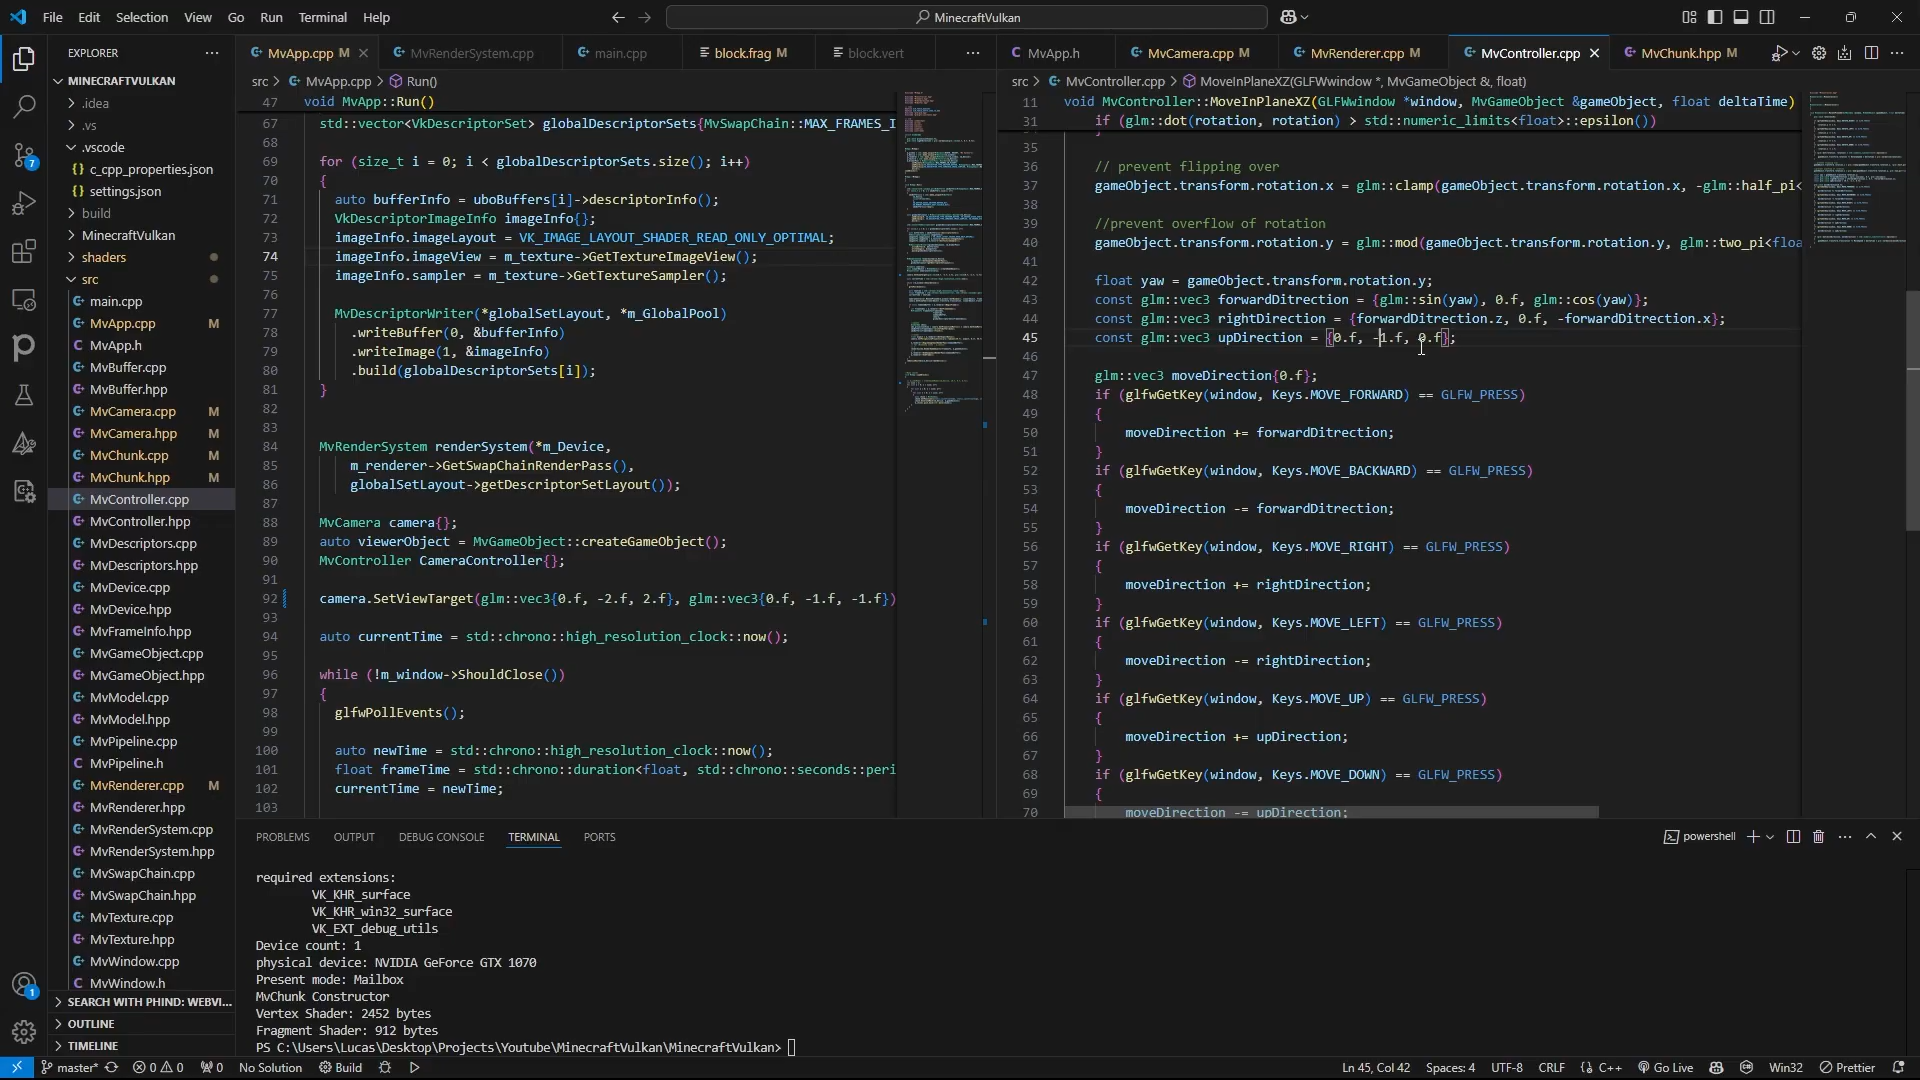 File Edit Selection View Go Run Terminal Help
MinecraftVulkan
EXPLORER
MINECRAFTVULKAN
.idea
.vs
.vscode
c_cpp_properties.json
settings.json
build
MinecraftVulkan
shaders
src
main.cpp
MvApp.cpp M
MvApp.h
MvBuffer.cpp
MvBuffer.hpp
MvCamera.cpp M
MvCamera.hpp M
MvChunk.cpp M
MvChunk.hpp M
MvController.cpp
MvController.hpp
MvDescriptors.cpp
MvDescriptors.hpp
MvDevice.cpp
MvDevice.hpp
MvFrameInfo.hpp
MvGameObject.cpp
MvGameObject.hpp
MvModel.cpp
MvModel.hpp
MvPipeline.cpp
MvPipeline.h
MvRenderer.cpp M
MvRenderer.hpp
MvRenderSystem.cpp
MvRenderSystem.hpp
MvSwapChain.cpp
MvSwapChain.hpp
MvTexture.cpp
MvTexture.hpp
MvWindow.cpp
MvWindow.h
SEARCH WITH PHIND: WEBVI...
OUTLINE
TIMELINE
7
1
MvApp.cpp M MvRenderSystem.cpp main.cpp block.frag M block.vert
src > MvApp.cpp > Run()
47 void MvApp::Run()
67 std::vector<VkDescriptorSet> globalDescriptorSets{MvSwapChain::MAX_FRAMES_I
68
69 for (size_t i = 0; i < globalDescriptorSets.size(); i++)
70 {
71 auto bufferInfo = uboBuffers[i]->descriptorInfo();
72 VkDescriptorImageInfo imageInfo{};
73 imageInfo.imageLayout = VK_IMAGE_LAYOUT_SHADER_READ_ONLY_OPTIMAL;
74 imageInfo.imageView = m_texture->GetTextureImageView();
75 imageInfo.sampler = m_texture->GetTextureSampler();
76
77 MvDescriptorWriter(*globalSetLayout, *m_GlobalPool)
78 .writeBuffer(0, &bufferInfo)
79 .writeImage(1, &imageInfo)
80 .build(globalDescriptorSets[i]);
81 }
82
83
84 MvRenderSystem renderSystem(*m_Device,
85 m_renderer->GetSwapChainRenderPass(),
86 globalSetLayout->getDescriptorSetLayout());
87
88 MvCamera camera{};
89 auto viewerObject = MvGameObject::createGameObject();
90 MvController CameraController{};
91
92 camera.SetViewTarget(glm::vec3{0.f, -2.f, 2.f}, glm::vec3{0.f, -1.f, -1.f})
93
94 auto currentTime = std::chrono::high_resolution_clock::now();
95
96 while (!m_window->ShouldClose())
97 {
98 glfwPollEvents();
99
100 auto newTime = std::chrono::high_resolution_clock::now();
101 float frameTime = std::chrono::duration<float, std::chrono::seconds::peri
102 currentTime = newTime;
103
MvApp.h MvCamera.cpp M MvRenderer.cpp M MvController.cpp MvChunk.hpp M
src > MvController.cpp > MoveInPlaneXZ(GLFWwindow *, MvGameObject &, float)
11 void MvController::MoveInPlaneXZ(GLFWwindow *window, MvGameObject &gameObject, float deltaTime)
31 if (glm::dot(rotation, rotation) > std::numeric_limits<float>::epsilon())
}
35
36 // prevent flipping over
37 gameObject.transform.rotation.x = glm::clamp(gameObject.transform.rotation.x, -glm::half_pi<
38
39 //prevent overflow of rotation
40 gameObject.transform.rotation.y = glm::mod(gameObject.transform.rotation.y, glm::two_pi<floa
41
42 float yaw = gameObject.transform.rotation.y;
43 const glm::vec3 forwardDitrection = {glm::sin(yaw), 0.f, glm::cos(yaw)};
44 const glm::vec3 rightDirection = {forwardDitrection.z, 0.f, -forwardDitrection.x};
45 const glm::vec3 upDirection = {0.f, -1.f, 0.f};
46
47 glm::vec3 moveDirection{0.f};
48 if (glfwGetKey(window, Keys.MOVE_FORWARD) == GLFW_PRESS)
49 {
50 moveDirection += forwardDitrection;
51 }
52 if (glfwGetKey(window, Keys.MOVE_BACKWARD) == GLFW_PRESS)
53 {
54 moveDirection -= forwardDitrection;
55 }
56 if (glfwGetKey(window, Keys.MOVE_RIGHT) == GLFW_PRESS)
57 {
58 moveDirection += rightDirection;
59 }
60 if (glfwGetKey(window, Keys.MOVE_LEFT) == GLFW_PRESS)
61 {
62 moveDirection -= rightDirection;
63 }
64 if (glfwGetKey(window, Keys.MOVE_UP) == GLFW_PRESS)
65 {
66 moveDirection += upDirection;
67 }
68 if (glfwGetKey(window, Keys.MOVE_DOWN) == GLFW_PRESS)
69 {
70 moveDirection -= upDirection;
PROBLEMS OUTPUT DEBUG CONSOLE TERMINAL PORTS
powershell
required extensions:
VK_KHR_surface
VK_KHR_win32_surface
VK_EXT_debug_utils
Device count: 1
physical device: NVIDIA GeForce GTX 1070
Present mode: Mailbox
MvChunk Constructor
Vertex Shader: 2452 bytes
Fragment Shader: 912 bytes
PS C:\Users\Lucas\Desktop\Projects\Youtube\MinecraftVulkan\MinecraftVulkan>
master* 0 0 0 No Solution Build
Ln 45, Col 42 Spaces: 4 UTF-8 CRLF {} C++ Go Live Win32 Prettier